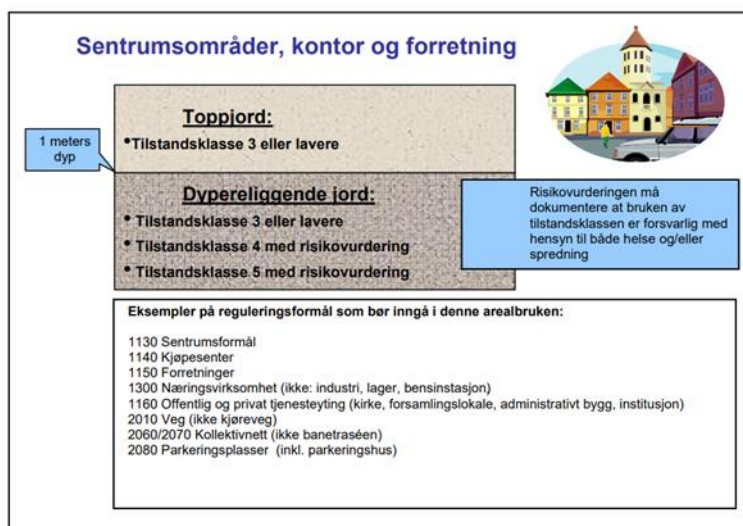 Sentrumsområder, kontor og forretning
Toppjord:
•Tilstandsklasse 3 eller lavere
1 meters
dyp
Dypereliggende jord:
• Tilstandsklasse 3 eller lavere
• Tilstandsklasse 4 med risikovurdering
• Tilstandsklasse 5 med risikovurdering
Risikovurderingen må
dokumentere at bruken av
tilstandsklassen er forsvarlig med
hensyn til både helse og/eller
spredning
Eksempler på reguleringsformål som bør inngå i denne arealbruken:
1130 Sentrumsformål
1140 Kjøpesenter
1150 Forretninger
1300 Næringsvirksomhet (ikke: industri, lager, bensinstasjon)
1160 Offentlig og privat tjenesteyting (kirke, forsamlingslokale, administrativt bygg, institusjon)
2010 Veg (ikke kjøreveg)
2060/2070 Kollektivnett (ikke banetraséen)
2080 Parkeringsplasser (inkl. parkeringshus)